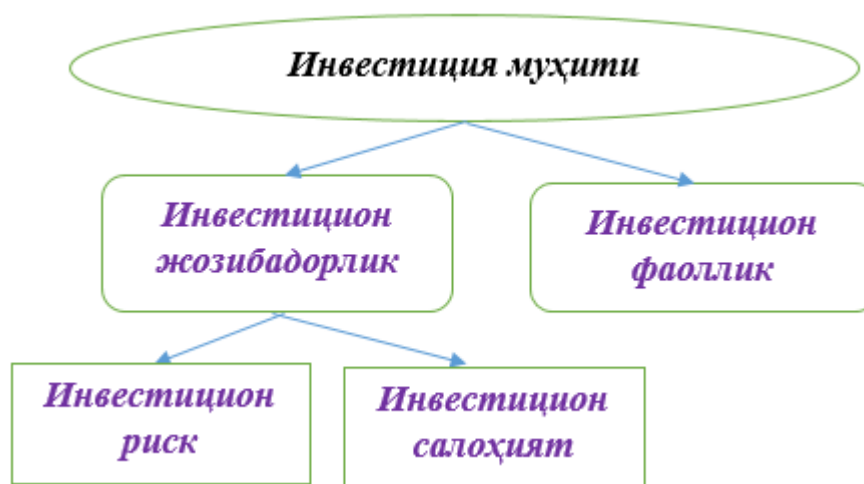 Инвестиция муҳити
Инвестицион
жозибадорлик
Инвестицион
фаоллик
Инвестицион
риск
Инвестицион
салоҳият